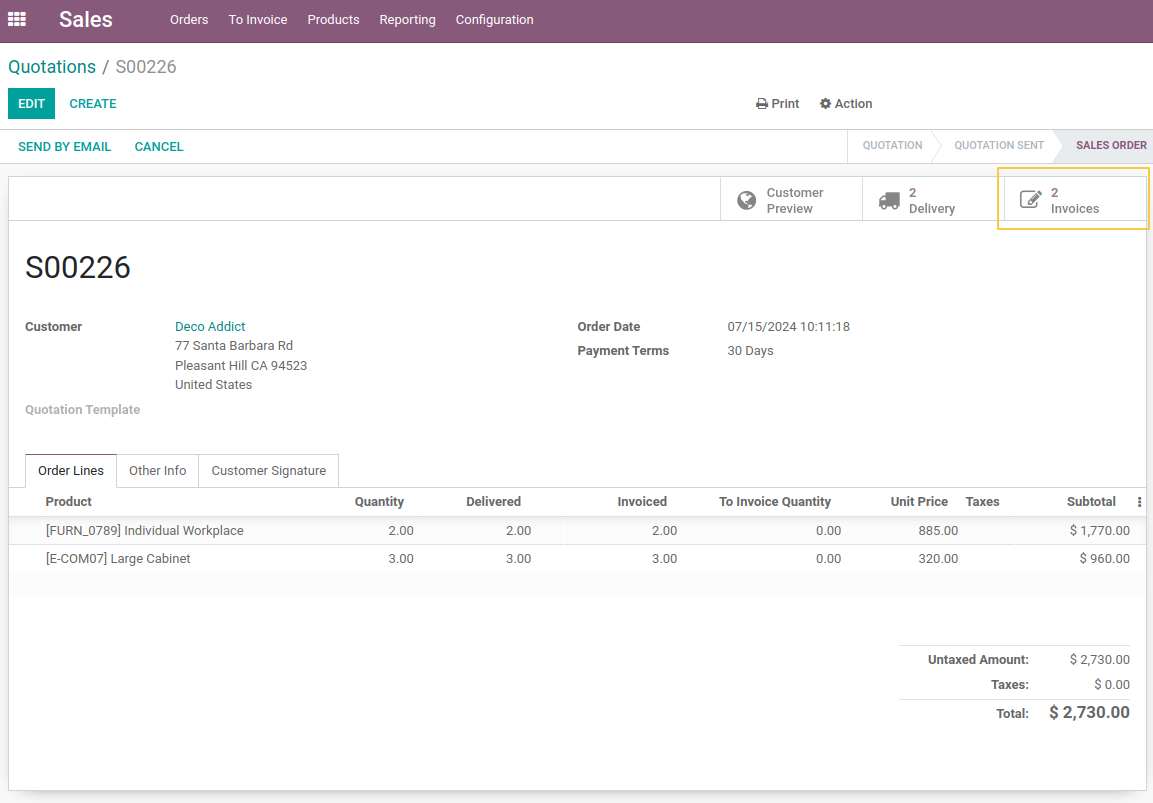 Sales Orders To Invoice Products Reporting Configuration
Quotations / S00226
EDIT CREATE Print Action
SEND BY EMAIL CANCEL QUOTATION QUOTATION SENT SALES ORDER
Customer Preview
2 Delivery
2 Invoices
S00226
Customer Deco Addict
77 Santa Barbara Rd
Pleasant Hill CA 94523
United States
Order Date 07/15/2024 10:11:18
Payment Terms 30 Days
Quotation Template
Order Lines Other Info Customer Signature
Product Quantity Delivered Invoiced To Invoice Quantity Unit Price Taxes Subtotal
[FURN_0789] Individual Workplace 2.00 2.00 2.00 0.00 885.00 $ 1,770.00
[E-COM07] Large Cabinet 3.00 3.00 3.00 0.00 320.00 $ 960.00
Untaxed Amount: $ 2,730.00
Taxes: $ 0.00
Total: $ 2,730.00